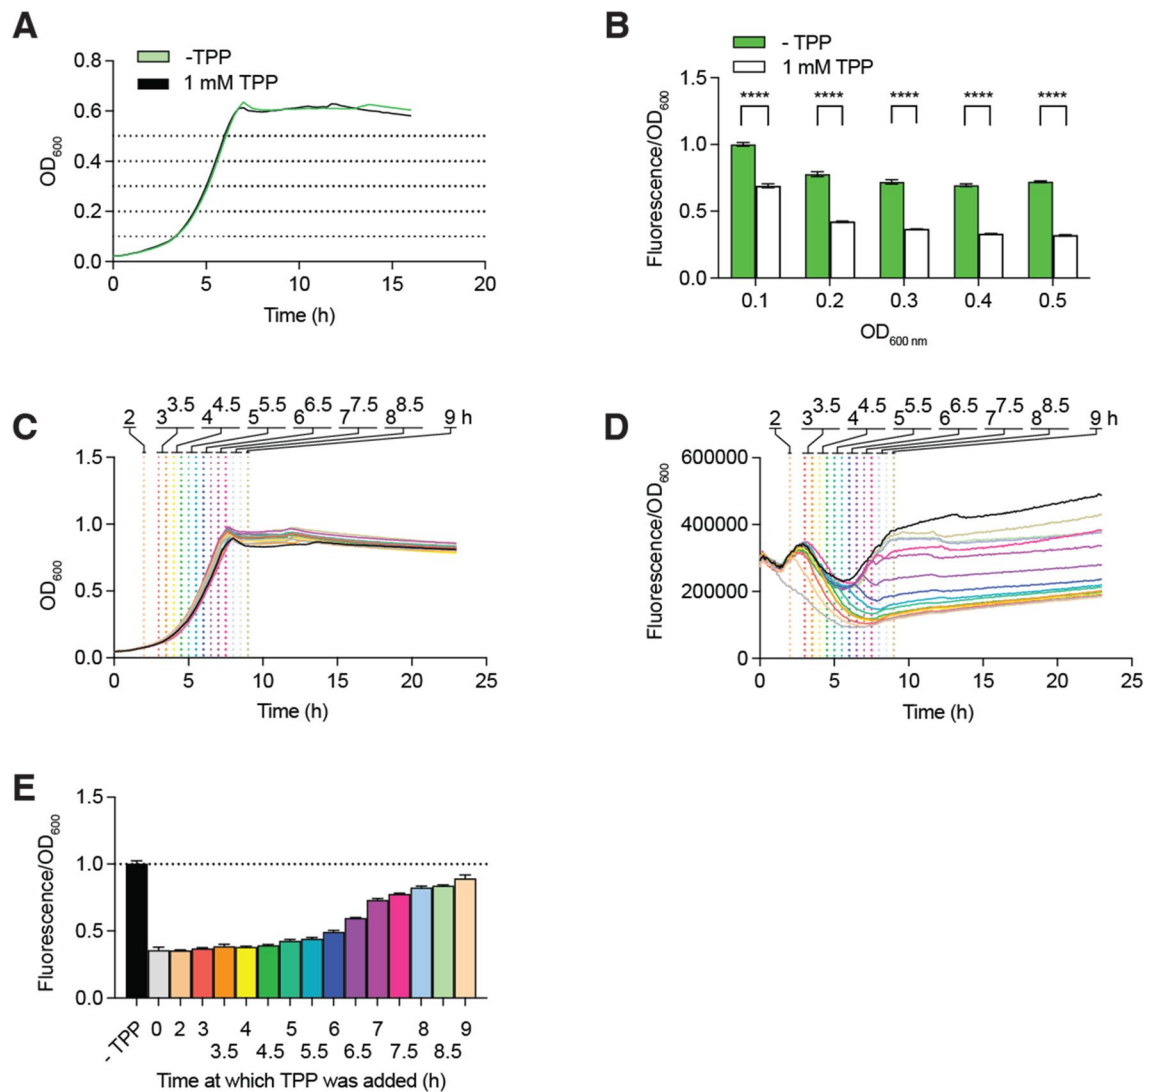 A
-TPP
1 mM TPP
0.8
0.6
0.4
0.2
0.0
OD600
0 5 10 15 20
Time (h)
B
- TPP
1 mM TPP
1.5
1.0
0.5
0.0
Fluorescence/OD600
**** **** **** **** ****
0.1 0.2 0.3 0.4 0.5
OD600 nm
C
2 3 3.5 4 4.5 5 5.5 6 6.5 7 7.5 8 8.5 9 h
1.5
1.0
0.5
0.0
OD600
0 5 10 15 20 25
Time (h)
D
2 3 3.5 4 4.5 5 5.5 6 6.5 7 7.5 8 8.5 9 h
600000
400000
200000
0
Fluorescence/OD600
0 5 10 15 20 25
Time (h)
E
1.5
1.0
0.5
0.0
Fluorescence/OD600
- TPP 0 2 3 3.5 4 4.5 5 5.5 6 6.5 7 7.5 8 8.5 9
Time at which TPP was added (h)